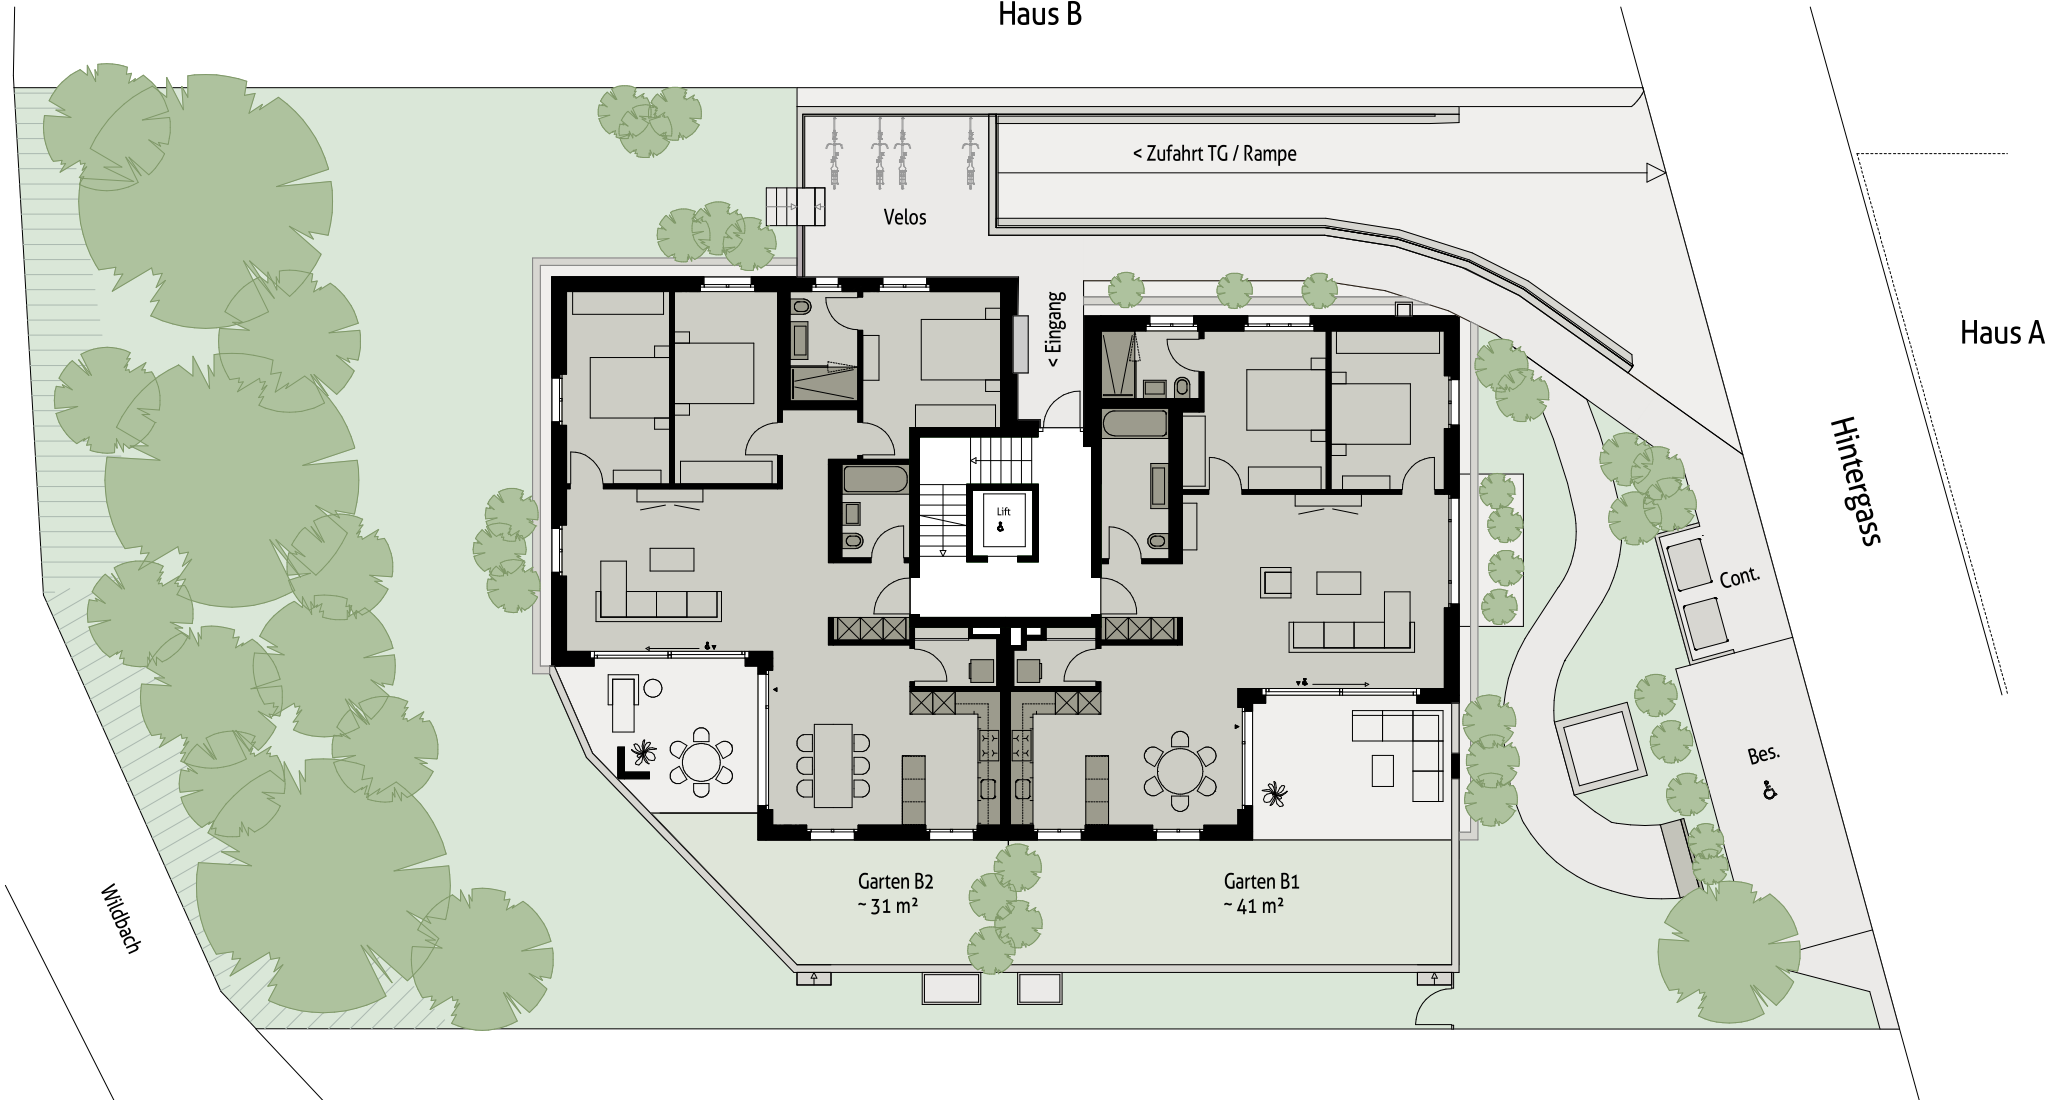 Haus B
< Zufahrt TG / Rampe
Velos
< Eingang
Haus A
Hintergass
Lift
Cont.
Bes.
Wildbach
Garten B2
~ 31 m²
Garten B1
~ 41 m²